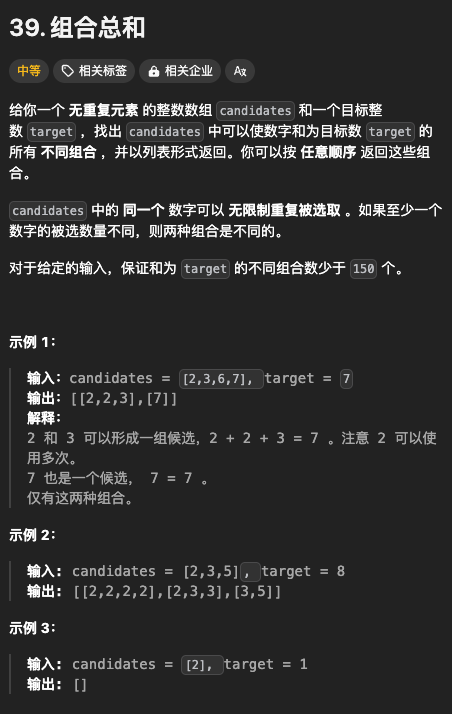 39. 组合总和
中等 相关标签 相关企业 Aあ
给你一个 无重复元素 的整数数组 candidates 和一个目标整
数 target ，找出 candidates 中可以使数字和为目标数 target 的
所有 不同组合 ，并以列表形式返回。你可以按 任意顺序 返回这些组
合。
candidates 中的 同一个 数字可以 无限制重复被选取 。如果至少一个
数字的被选数量不同，则两种组合是不同的。
对于给定的输入，保证和为 target 的不同组合数少于 150 个。
示例 1：
输入：candidates = [2,3,6,7], target = 7
输出：[[2,2,3],[7]]
解释：
2 和 3 可以形成一组候选，2 + 2 + 3 = 7 。注意 2 可以使
用多次。
7 也是一个候选， 7 = 7 。
仅有这两种组合。
示例 2：
输入: candidates = [2,3,5], target = 8
输出: [[2,2,2,2],[2,3,3],[3,5]]
示例 3：
输入: candidates = [2], target = 1
输出: []